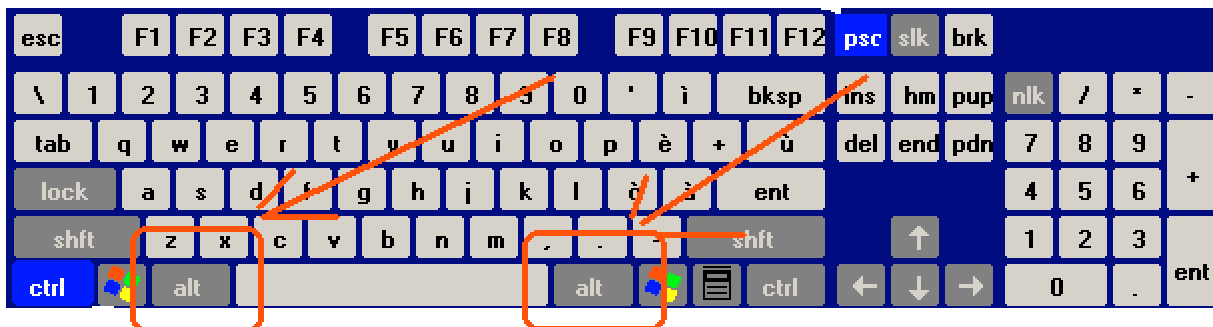 esc F1 F2 F3 F4 F5 F6 F7 F8 F9 F10 F11 F12 psc slk brk
\ 1 2 3 4 5 6 7 8 9 0 ' ì bksp ins hm pup nlk / * -
tab q w e r t y u i o p è + ù del end pdn 7 8 9 +
lock a s d f g h j k l ò à ent 4 5 6
shft z x c v b n m , . - shft ↑ 1 2 3 ent
ctrl alt alt ctrl ← ↓ → 0 .